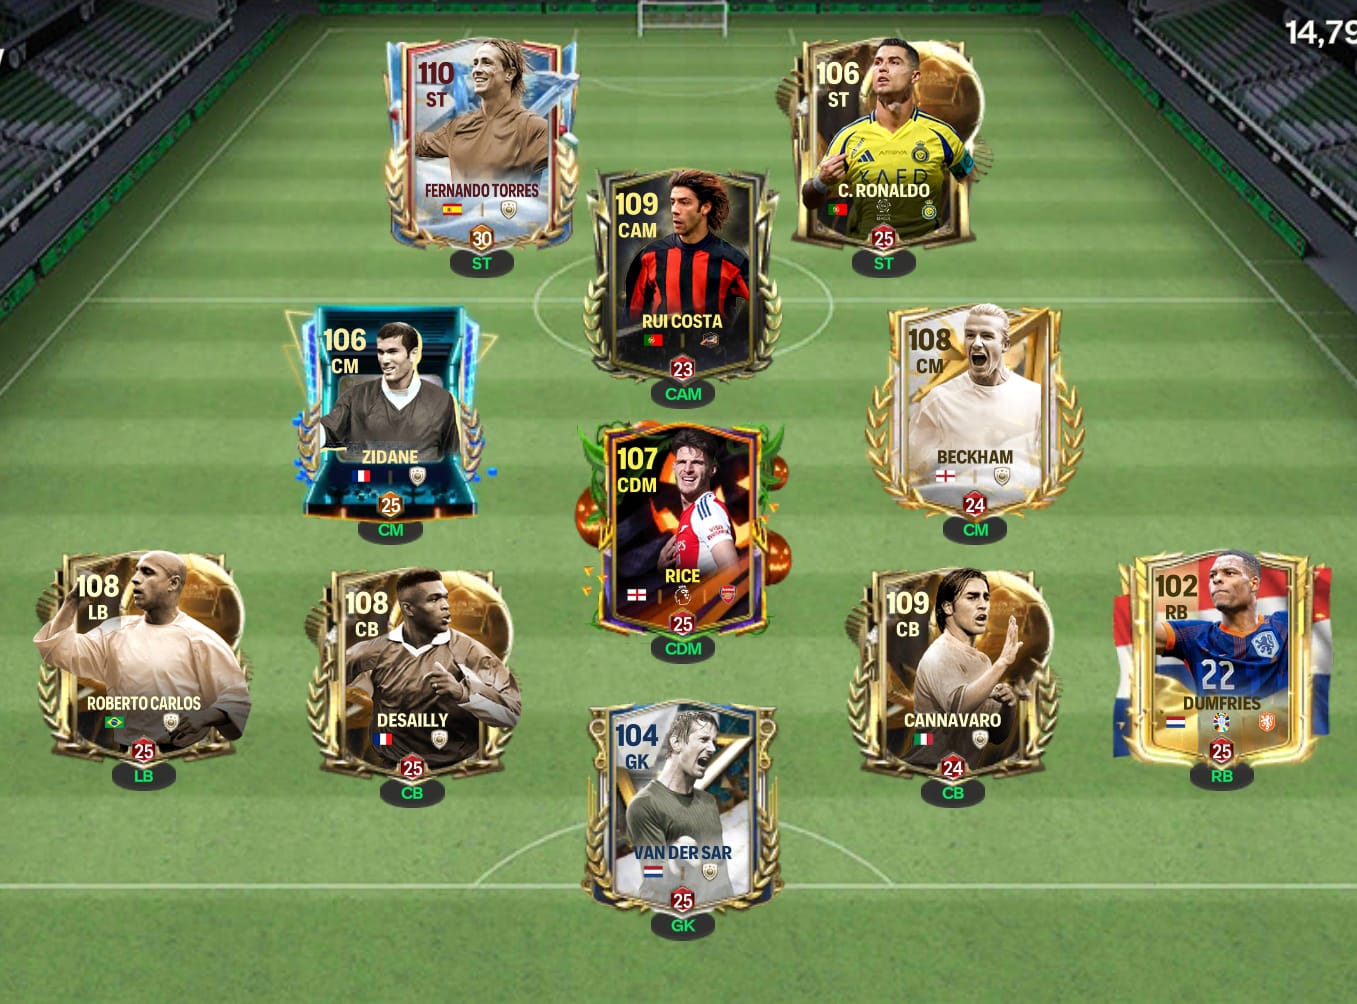 14,79
110
ST
FERNANDO TORRES
30
ST
106
ST
C. RONALDO
25
ST
109
CAM
RUI COSTA
23
CAM
106
CM
ZIDANE
25
CM
108
CM
BECKHAM
24
CM
107
CDM
RICE
25
CDM
108
LB
ROBERTO CARLOS
25
LB
108
CB
DESAILLY
25
CB
109
CB
CANNAVARO
24
CB
102
RB
22
DUMFRIES
25
RB
104
GK
VAN DER SAR
25
GK